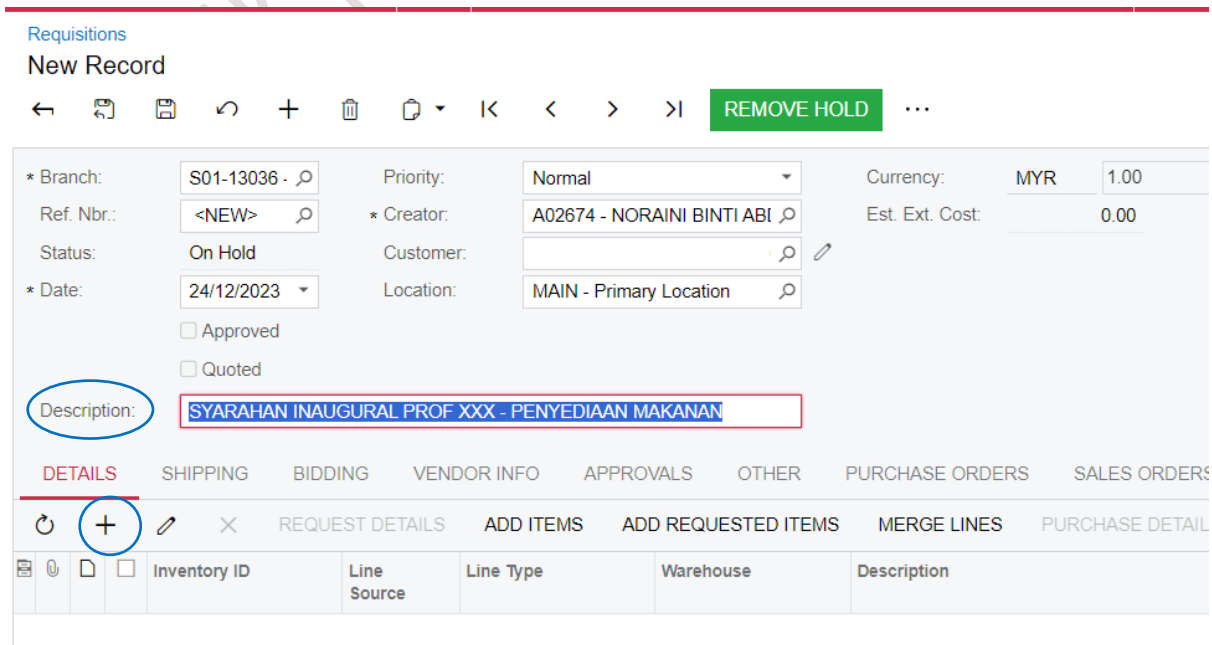 Requisitions
New Record
REMOVE HOLD ...
* Branch: S01-13036 - Priority: Normal Currency: MYR 1.00
Ref. Nbr.: <NEW> * Creator: A02674 - NORAINI BINTI ABI Est. Ext. Cost: 0.00
Status: On Hold Customer:
* Date: 24/12/2023 Location: MAIN - Primary Location
Approved
Quoted
Description: SYARAHAN INAUGURAL PROF XXX - PENYEDIAAN MAKANAN
DETAILS SHIPPING BIDDING VENDOR INFO APPROVALS OTHER PURCHASE ORDERS SALES ORDERS
REQUEST DETAILS ADD ITEMS ADD REQUESTED ITEMS MERGE LINES PURCHASE DETAIL
Inventory ID Line Line Type Warehouse Description
Source